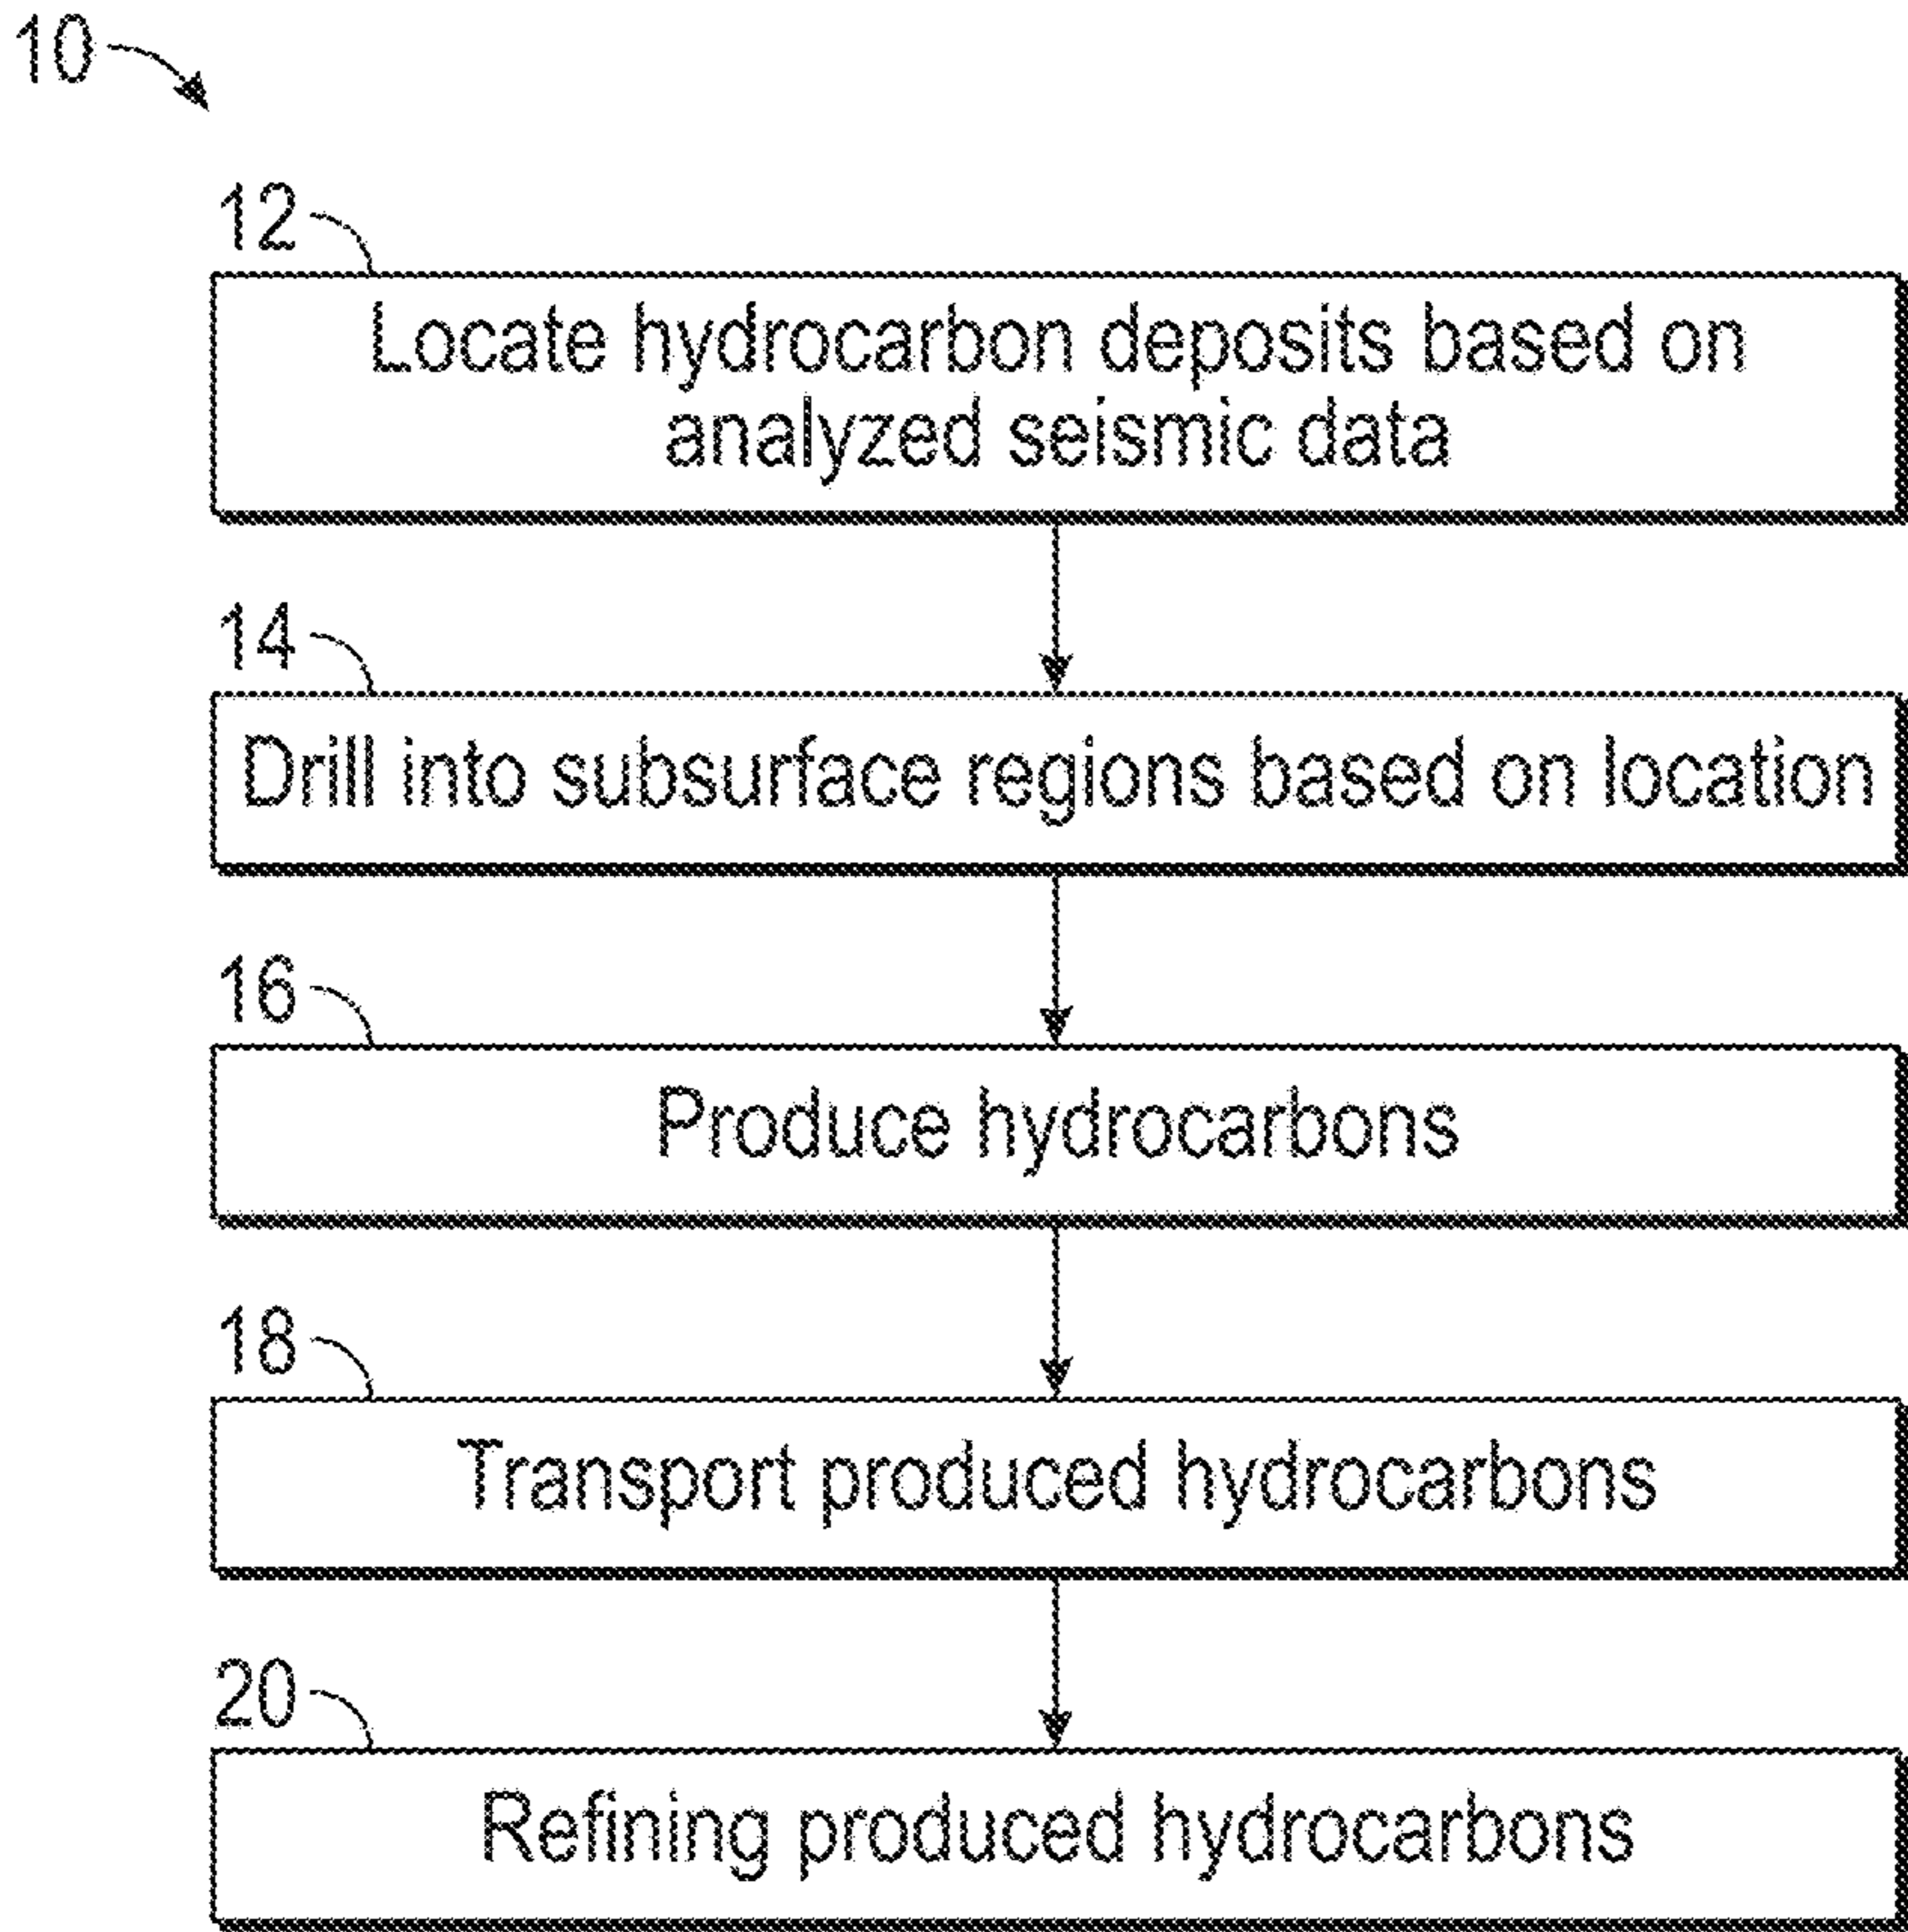 10
12
Locate hydrocarbon deposits based on
analyzed seismic data
14
Drill into subsurface regions based on location
16
Produce hydrocarbons
18
Transport produced hydrocarbons
20
Refining produced hydrocarbons